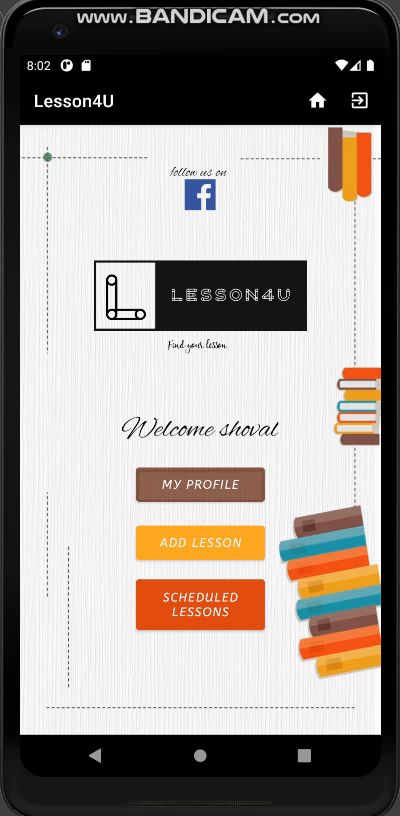 WWW.BANDICAM.COM
8:02
Lesson4U
follow us on
f
LESSON4U
Find your lesson
Welcome shoval
MY PROFILE
ADD LESSON
SCHEDULED
LESSONS